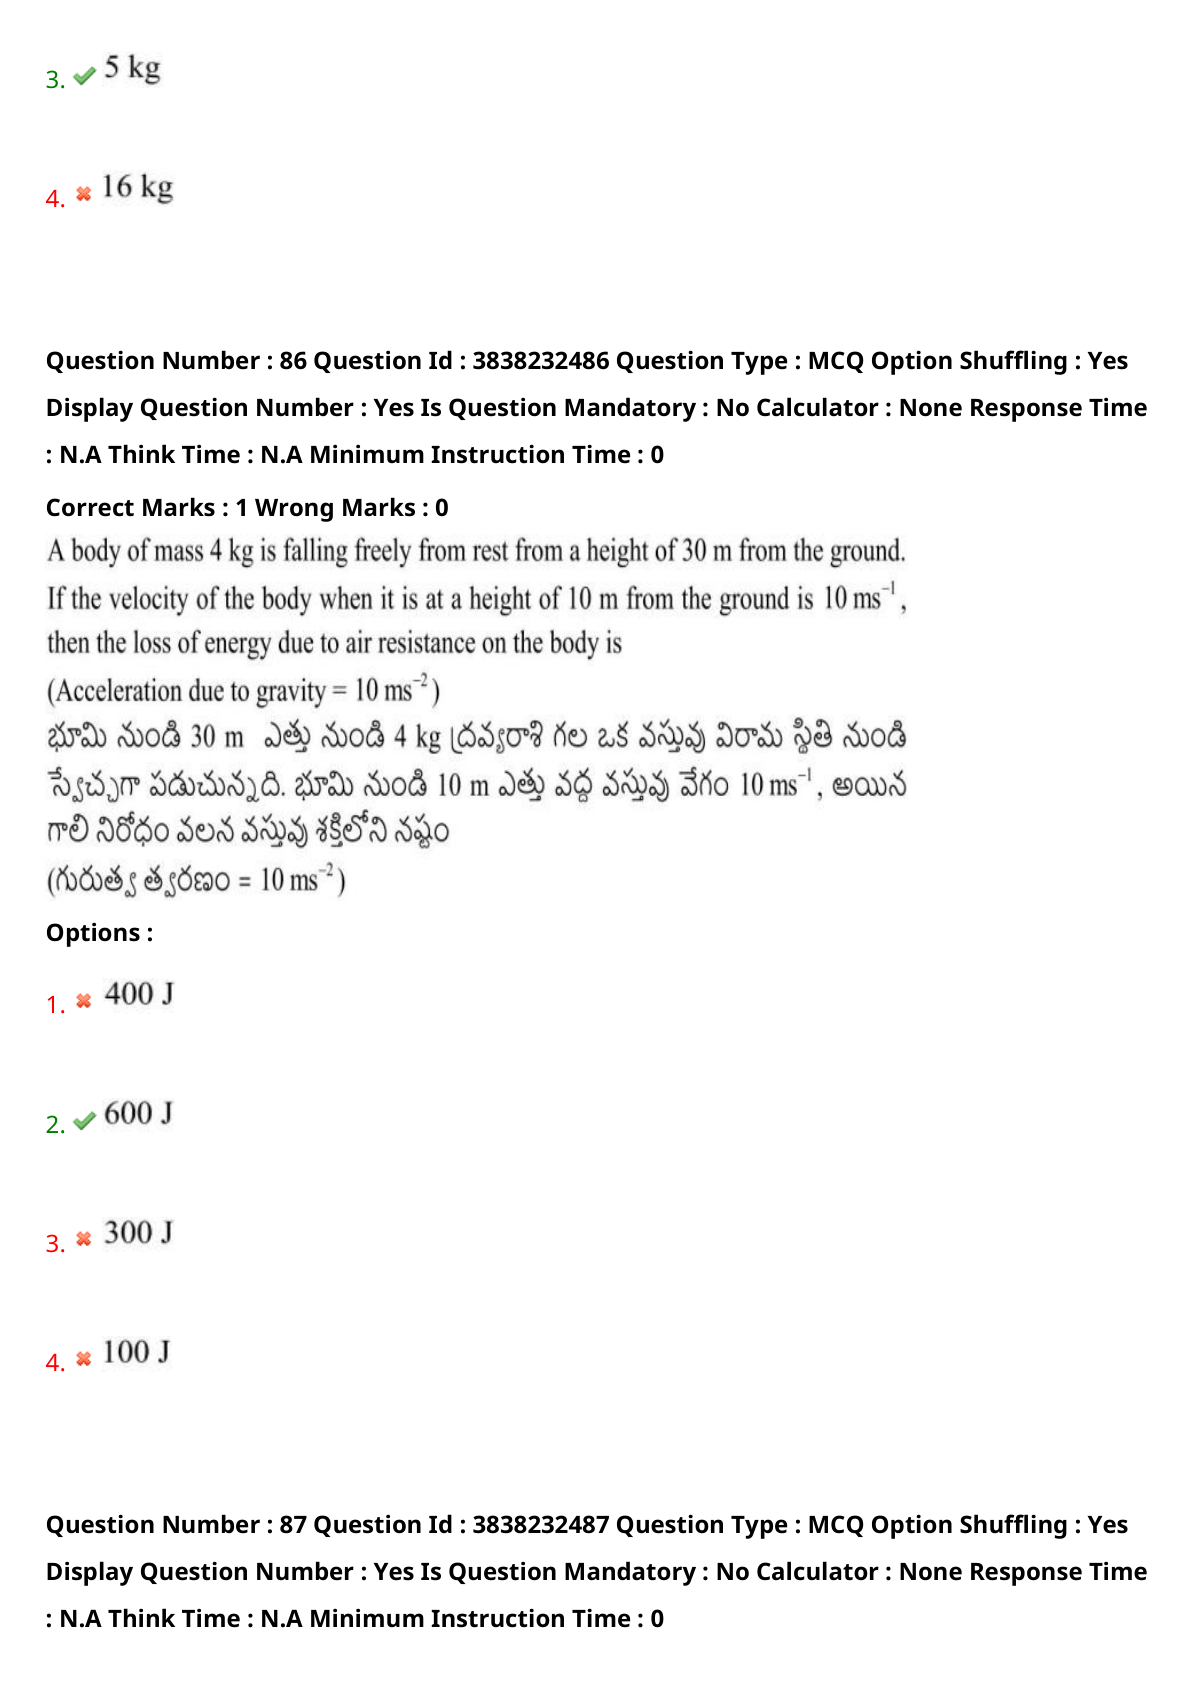 3. 5 kg
4. 16 kg
Question Number : 86 Question Id : 3838232486 Question Type : MCQ Option Shuffling : Yes
Display Question Number : Yes Is Question Mandatory : No Calculator : None Response Time
: N.A Think Time : N.A Minimum Instruction Time : 0
Correct Marks : 1 Wrong Marks : 0
A body of mass 4 kg is falling freely from rest from a height of 30 m from the ground.
If the velocity of the body when it is at a height of 10 m from the ground is 10 ms⁻¹,
then the loss of energy due to air resistance on the body is
(Acceleration due to gravity = 10 ms⁻²)
భూమి నుండి 30 m ఎత్తు నుండి 4 kg ద్రవ్యరాశి గల ఒక వస్తువు విరామ స్థితి నుండి
స్వేచ్ఛగా పడుచున్నది. భూమి నుండి 10 m ఎత్తు వద్ద వస్తువు వేగం 10 ms⁻¹, అయిన
గాలి నిరోధం వలన వస్తువు శక్తిలోని నష్టం
(గురుత్వ త్వరణం = 10 ms⁻²)
Options :
1. 400 J
2. 600 J
3. 300 J
4. 100 J
Question Number : 87 Question Id : 3838232487 Question Type : MCQ Option Shuffling : Yes
Display Question Number : Yes Is Question Mandatory : No Calculator : None Response Time
: N.A Think Time : N.A Minimum Instruction Time : 0